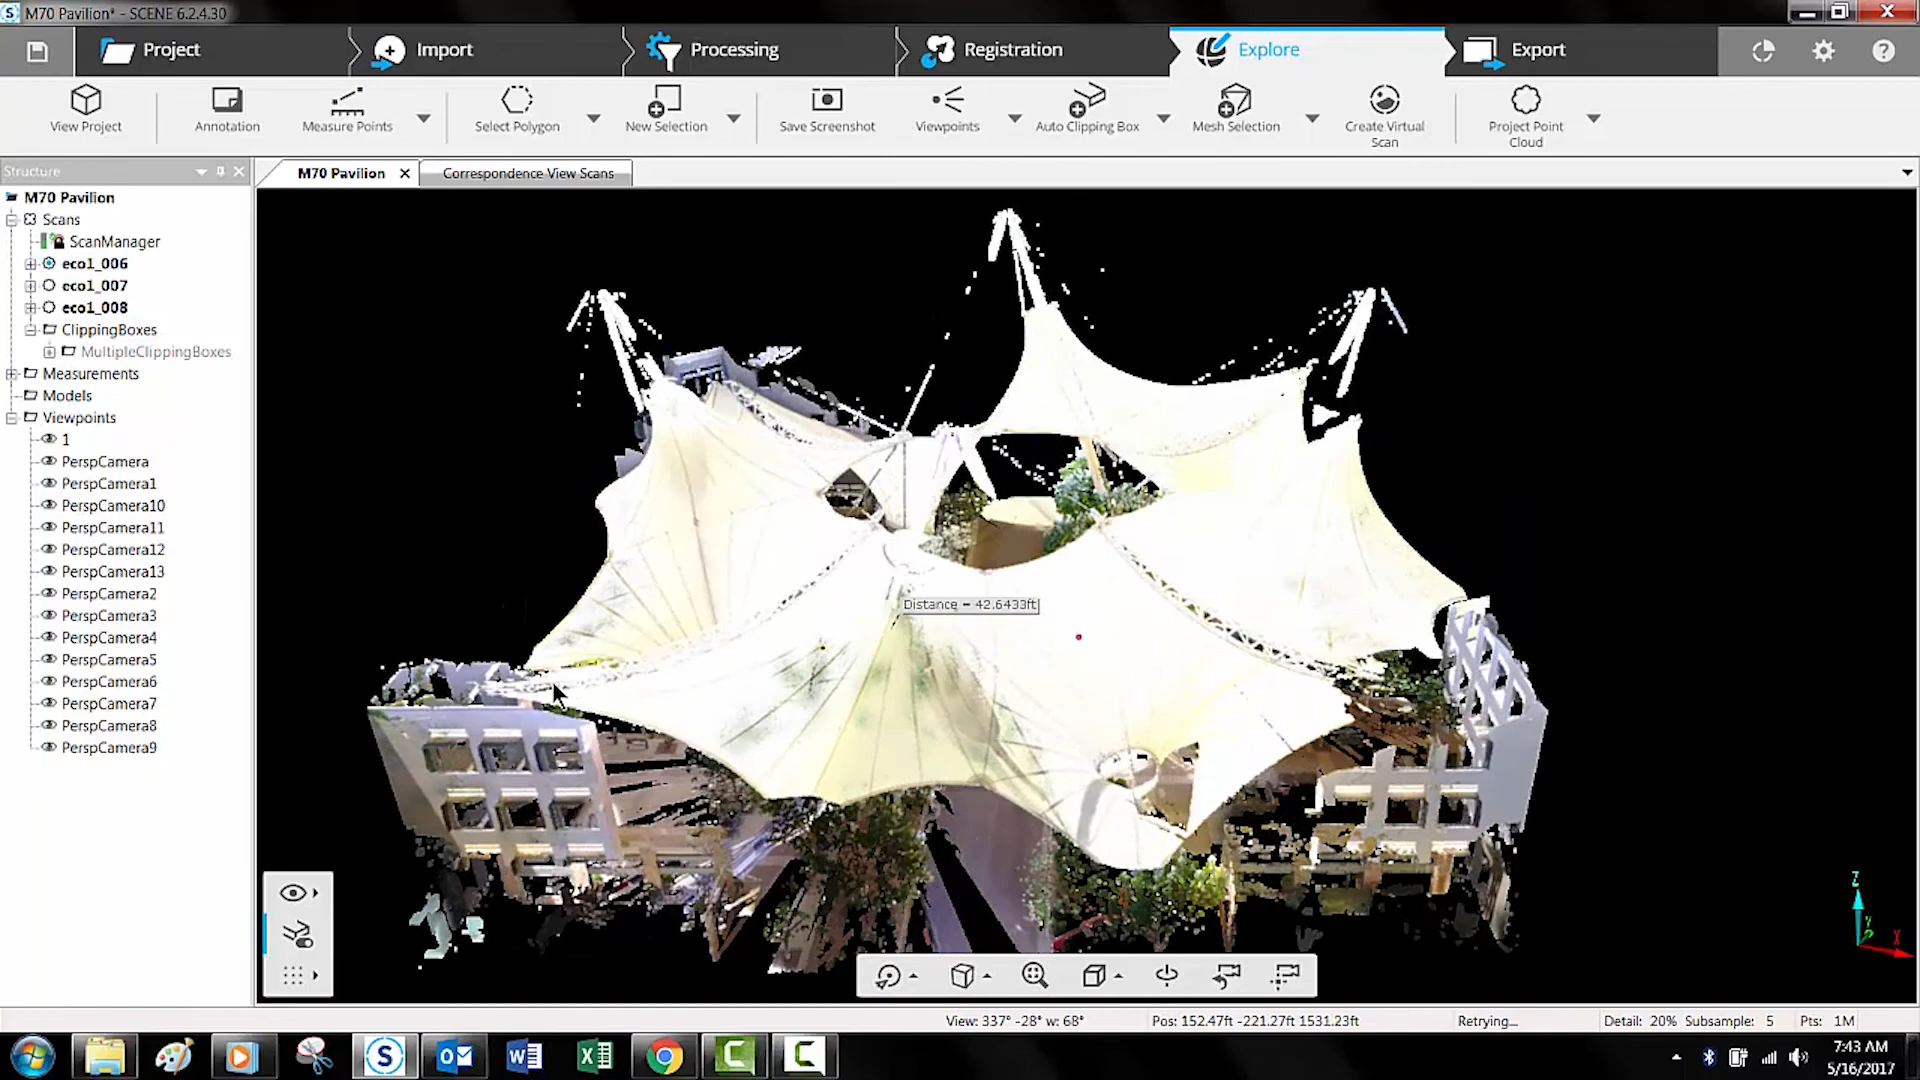 M70 Pavilion* - SCENE 6.2.4.30
Project
Import
Processing
Registration
Explore
Export
View Project
Annotation
Measure Points
Select Polygon
New Selection
Save Screenshot
Viewpoints
Auto Clipping Box
Mesh Selection
Create Virtual
Scan
Project Point
Cloud
Structure
M70 Pavilion
Correspondence View Scans
M70 Pavilion
Scans
ScanManager
eco1_006
eco1_007
eco1_008
ClippingBoxes
MultipleClippingBoxes
Measurements
Models
Viewpoints
1
PerspCamera
PerspCamera1
PerspCamera10
PerspCamera11
PerspCamera12
PerspCamera13
PerspCamera2
PerspCamera3
PerspCamera4
PerspCamera5
PerspCamera6
PerspCamera7
PerspCamera8
PerspCamera9
Distance = 42.6433ft
Z
Y
X
View: 337° -28° w: 68°
Pos: 152.47ft -221.27ft 1531.23ft
Retrying...
Detail: 20% Subsample: 5 Pts: 1M
7:43 AM
5/16/2017